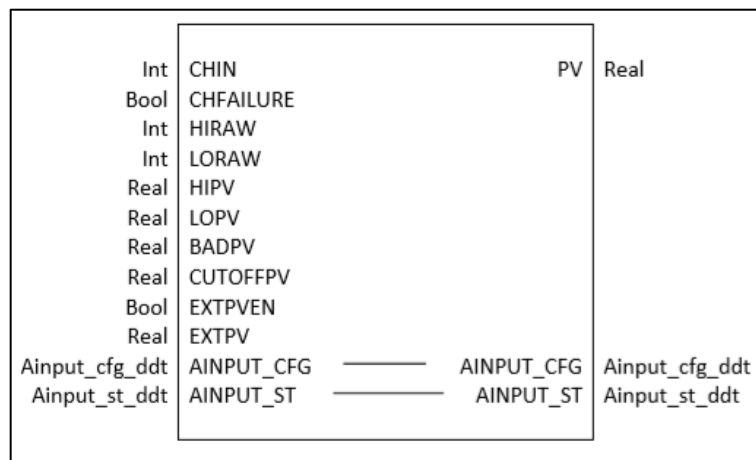 Int CHIN PV Real
Bool CHFAILURE
Int HIRAW
Int LORAW
Real HIPV
Real LOPV
Real BADPV
Real CUTOFFPV
Bool EXTPVEN
Real EXTPV
Ainput_cfg_ddt AINPUT_CFG AINPUT_CFG Ainput_cfg_ddt
Ainput_st_ddt AINPUT_ST AINPUT_ST Ainput_st_ddt